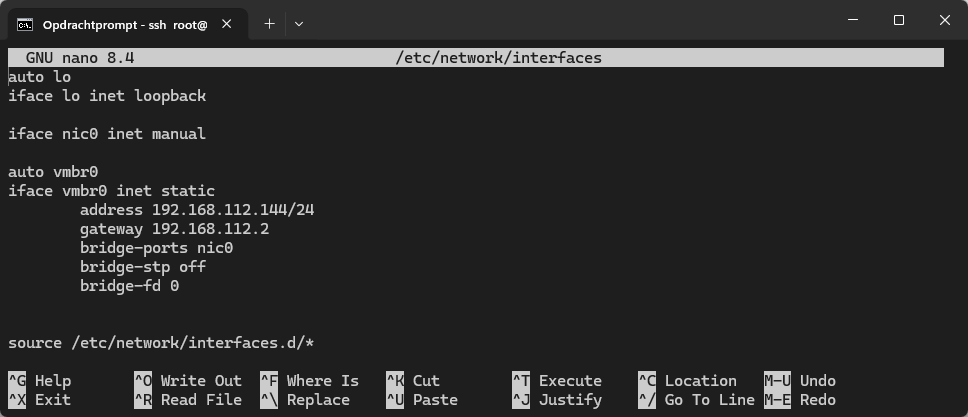 Opdrachtprompt - ssh root@
GNU nano 8.4 /etc/network/interfaces
auto lo
iface lo inet loopback
iface nic0 inet manual
auto vmbr0
iface vmbr0 inet static
address 192.168.112.144/24
gateway 192.168.112.2
bridge-ports nic0
bridge-stp off
bridge-fd 0
source /etc/network/interfaces.d/*
^G Help ^O Write Out ^F Where Is ^K Cut ^T Execute ^C Location M-U Undo
^X Exit ^R Read File ^\ Replace ^U Paste ^J Justify ^/ Go To Line M-E Redo